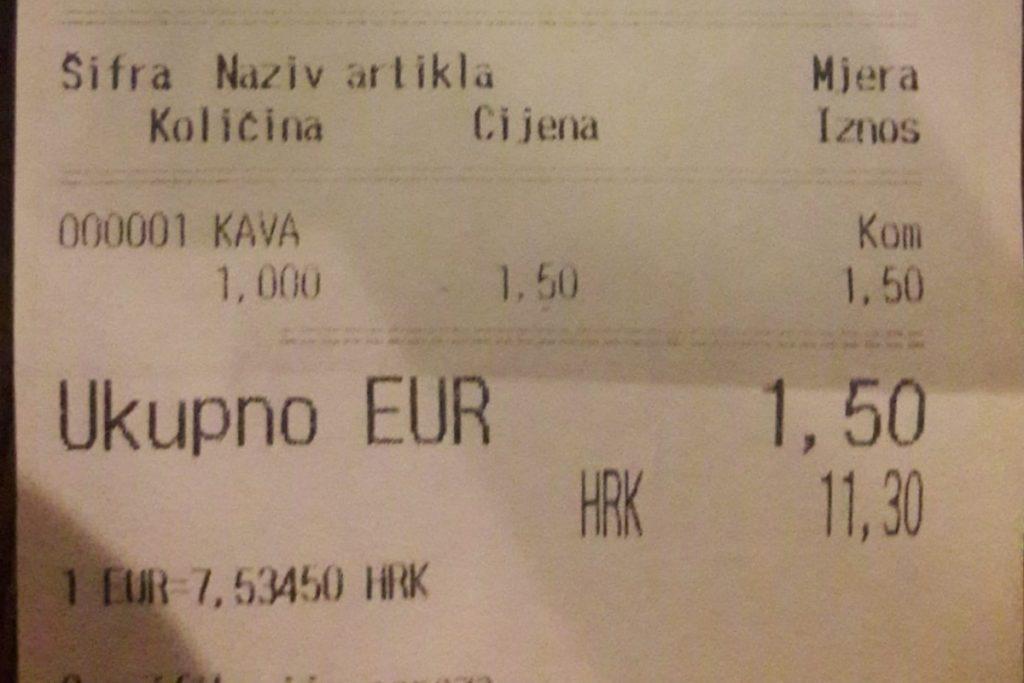 Šifra Naziv artikla Mjera
Količina Cijena Iznos
000001 KAVA Kom
1,000 1,50 1,50
Ukupno EUR 1,50
HRK 11,30
1 EUR=7,53450 HRK